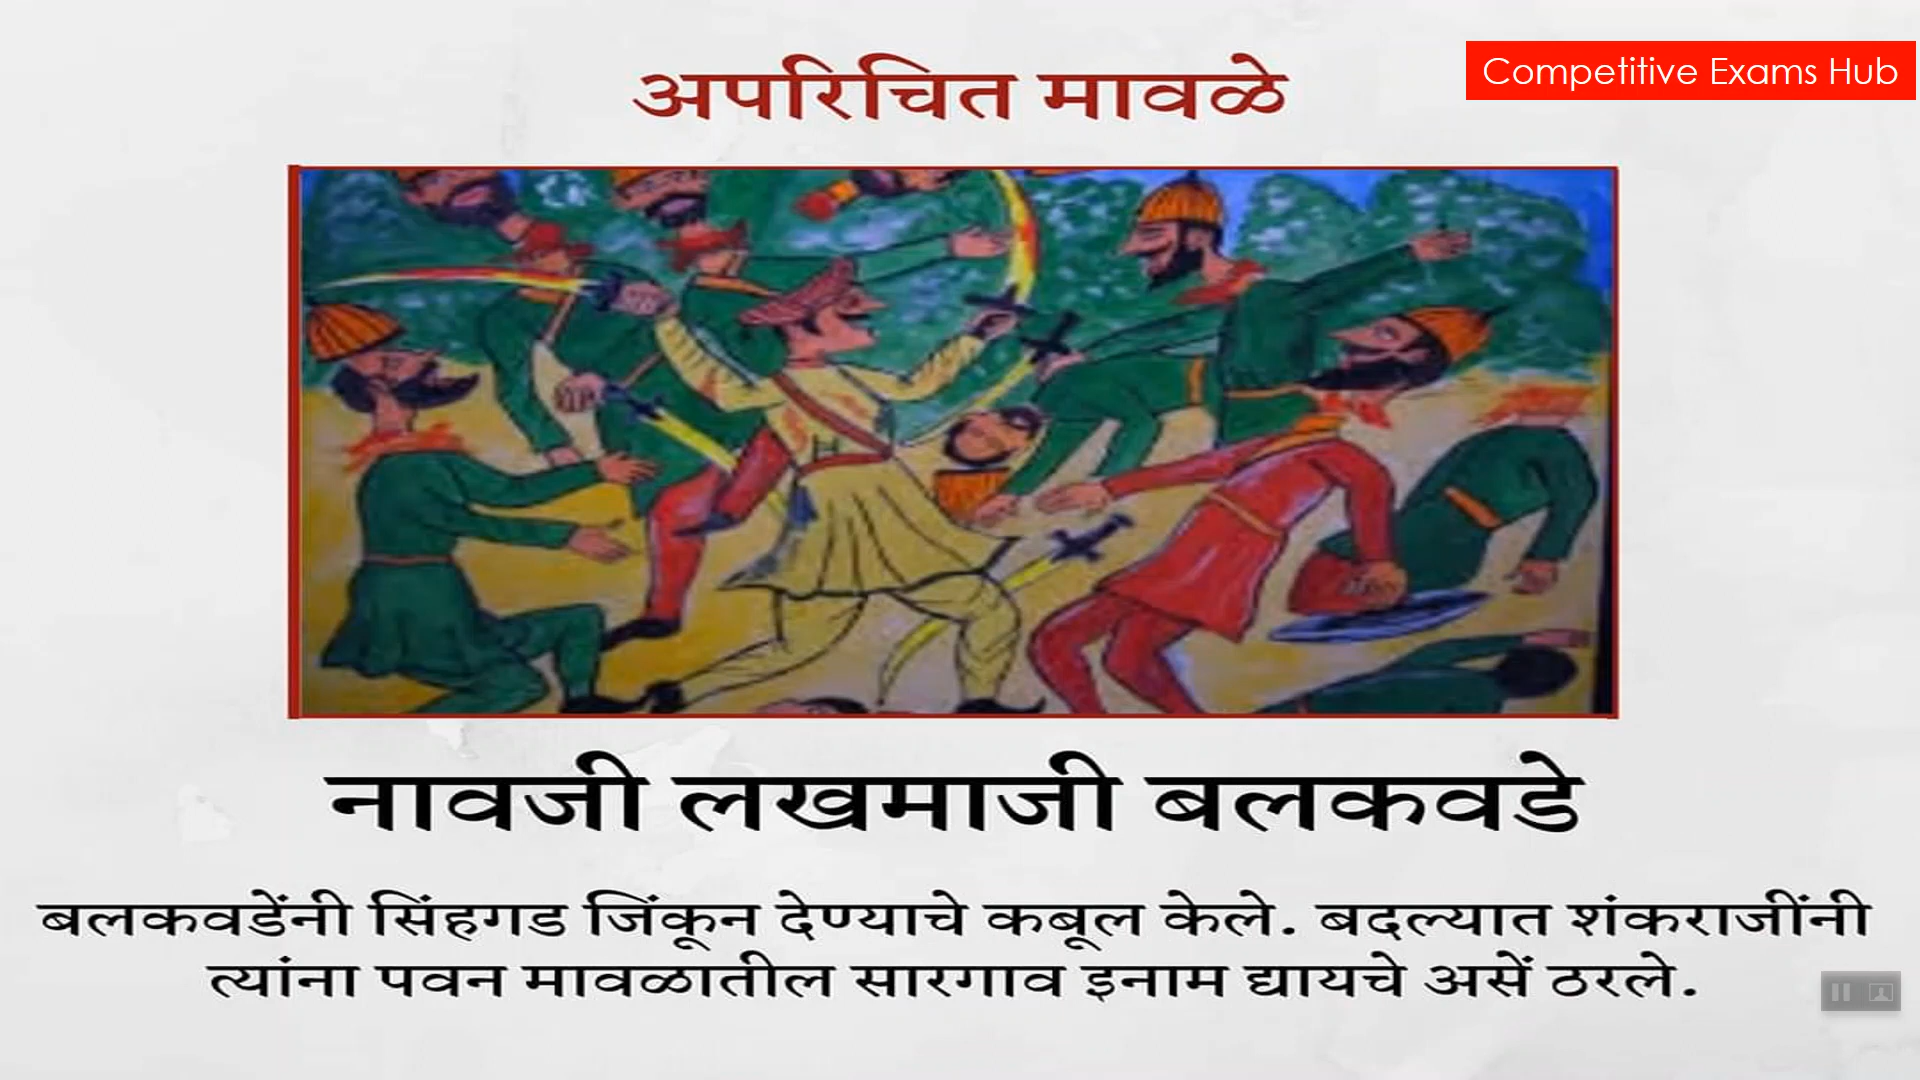 अपरिचित मावळे
Competitive Exams Hub
नावजी लखमाजी बलकवडे
बलकवडेंनी सिंहगड जिंकून देण्याचे कबूल केले. बदल्यात शंकराजींनी
त्यांना पवन मावळातील सारगाव इनाम द्यायचे असें ठरले.